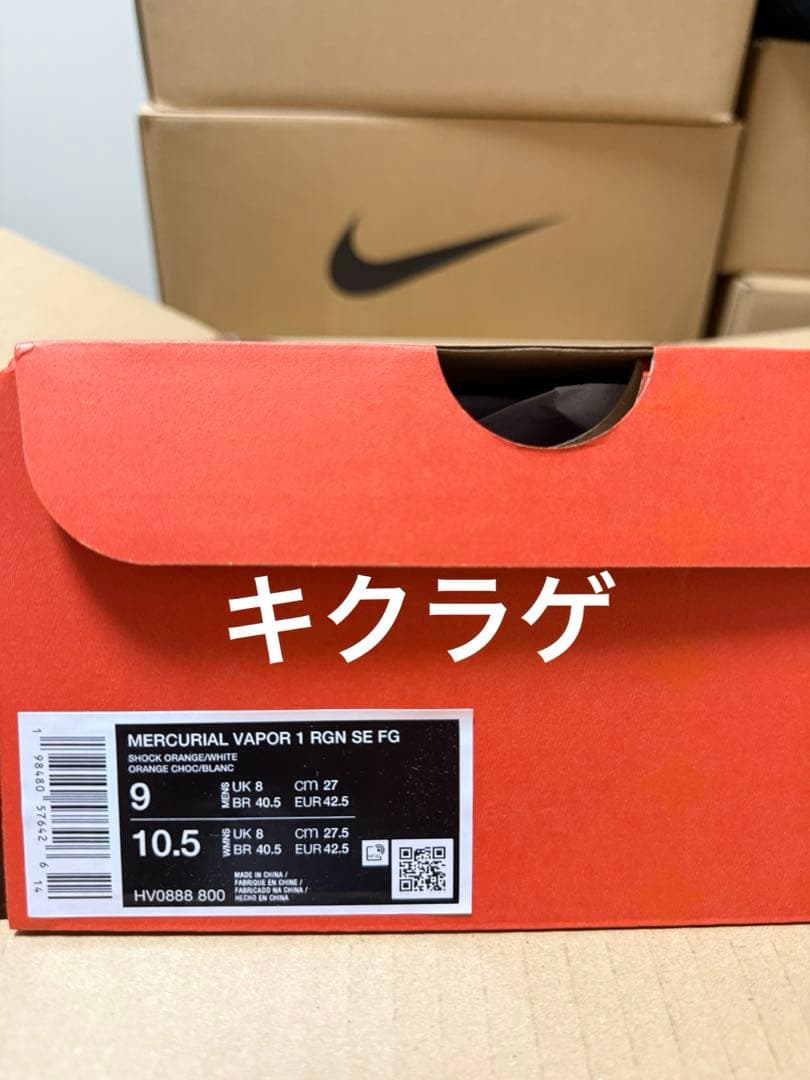 キクラゲ
MERCURIAL VAPOR 1 RGN SE FG
SHOCK ORANGE/WHITE
ORANGE CHOC/BLANC
9 MENS UK 8 cm 27
BR 40.5 EUR 42.5
10.5 WMNS UK 8 cm 27.5
BR 40.5 EUR 42.5
MADE IN CHINA /
FABRIQUE EN CHINE /
FABRICADO NA CHINA /
HECHO EN CHINA
HV0888 800
1 98480 57642 6 14